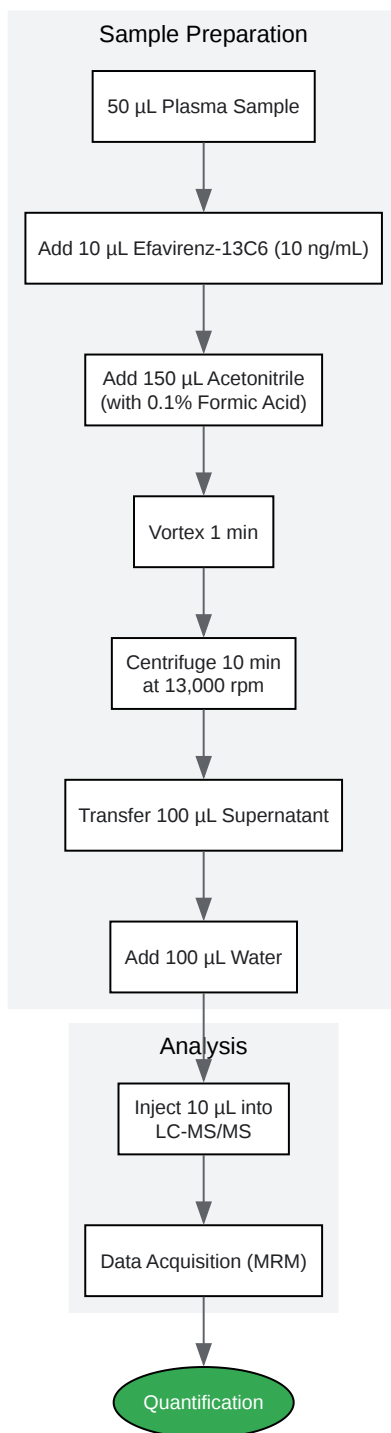 Sample Preparation
50 µL Plasma Sample
Add 10 µL Efavirenz-13C6 (10 ng/mL)
Add 150 µL Acetonitrile
(with 0.1% Formic Acid)
Vortex 1 min
Centrifuge 10 min
at 13,000 rpm
Transfer 100 µL Supernatant
Add 100 µL Water
Analysis
Inject 10 µL into
LC-MS/MS
Data Acquisition (MRM)
Quantification